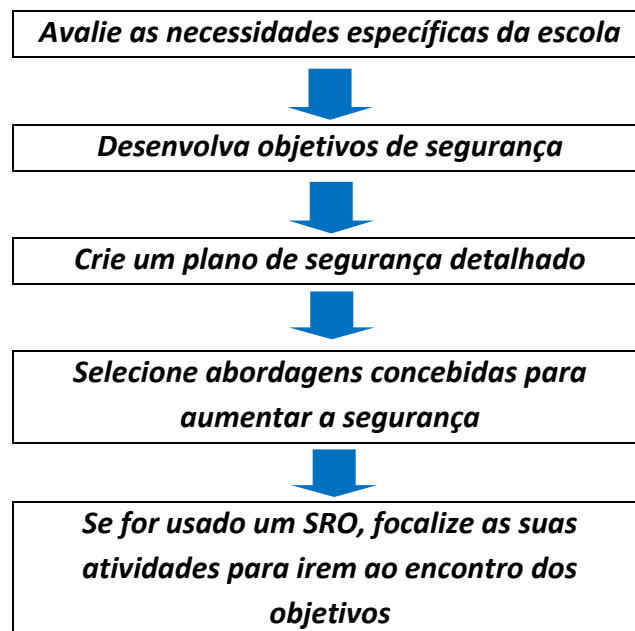 Avalie as necessidades específicas da escola
Desenvolva objetivos de segurança
Crie um plano de segurança detalhado
Selecione abordagens concebidas para
aumentar a segurança
Se for usado um SRO, focalize as suas
atividades para irem ao encontro dos
objetivos